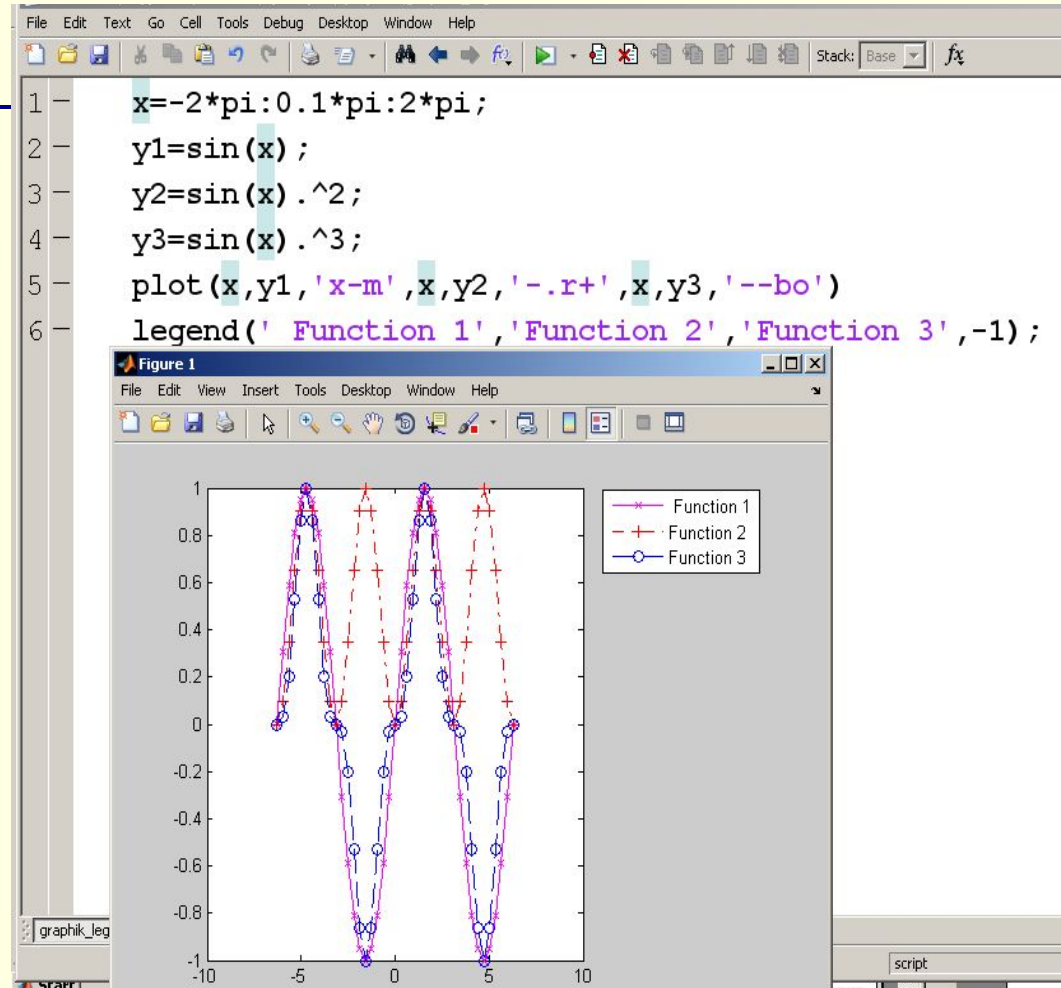 File Edit Text Go Cell Tools Debug Desktop Window Help
Stack: Base fx
1 – x=-2*pi:0.1*pi:2*pi;
2 – y1=sin(x);
3 – y2=sin(x).^2;
4 – y3=sin(x).^3;
5 – plot(x,y1,'x-m',x,y2,'-.r+',x,y3,'--bo')
6 – legend(' Function 1','Function 2','Function 3',-1);
Figure 1
File Edit View Insert Tools Desktop Window Help
1
0.8
0.6
0.4
0.2
0
-0.2
-0.4
-0.6
-0.8
-1
-10 -5 0 5 10
Function 1
Function 2
Function 3
graphik_leg
script
Start